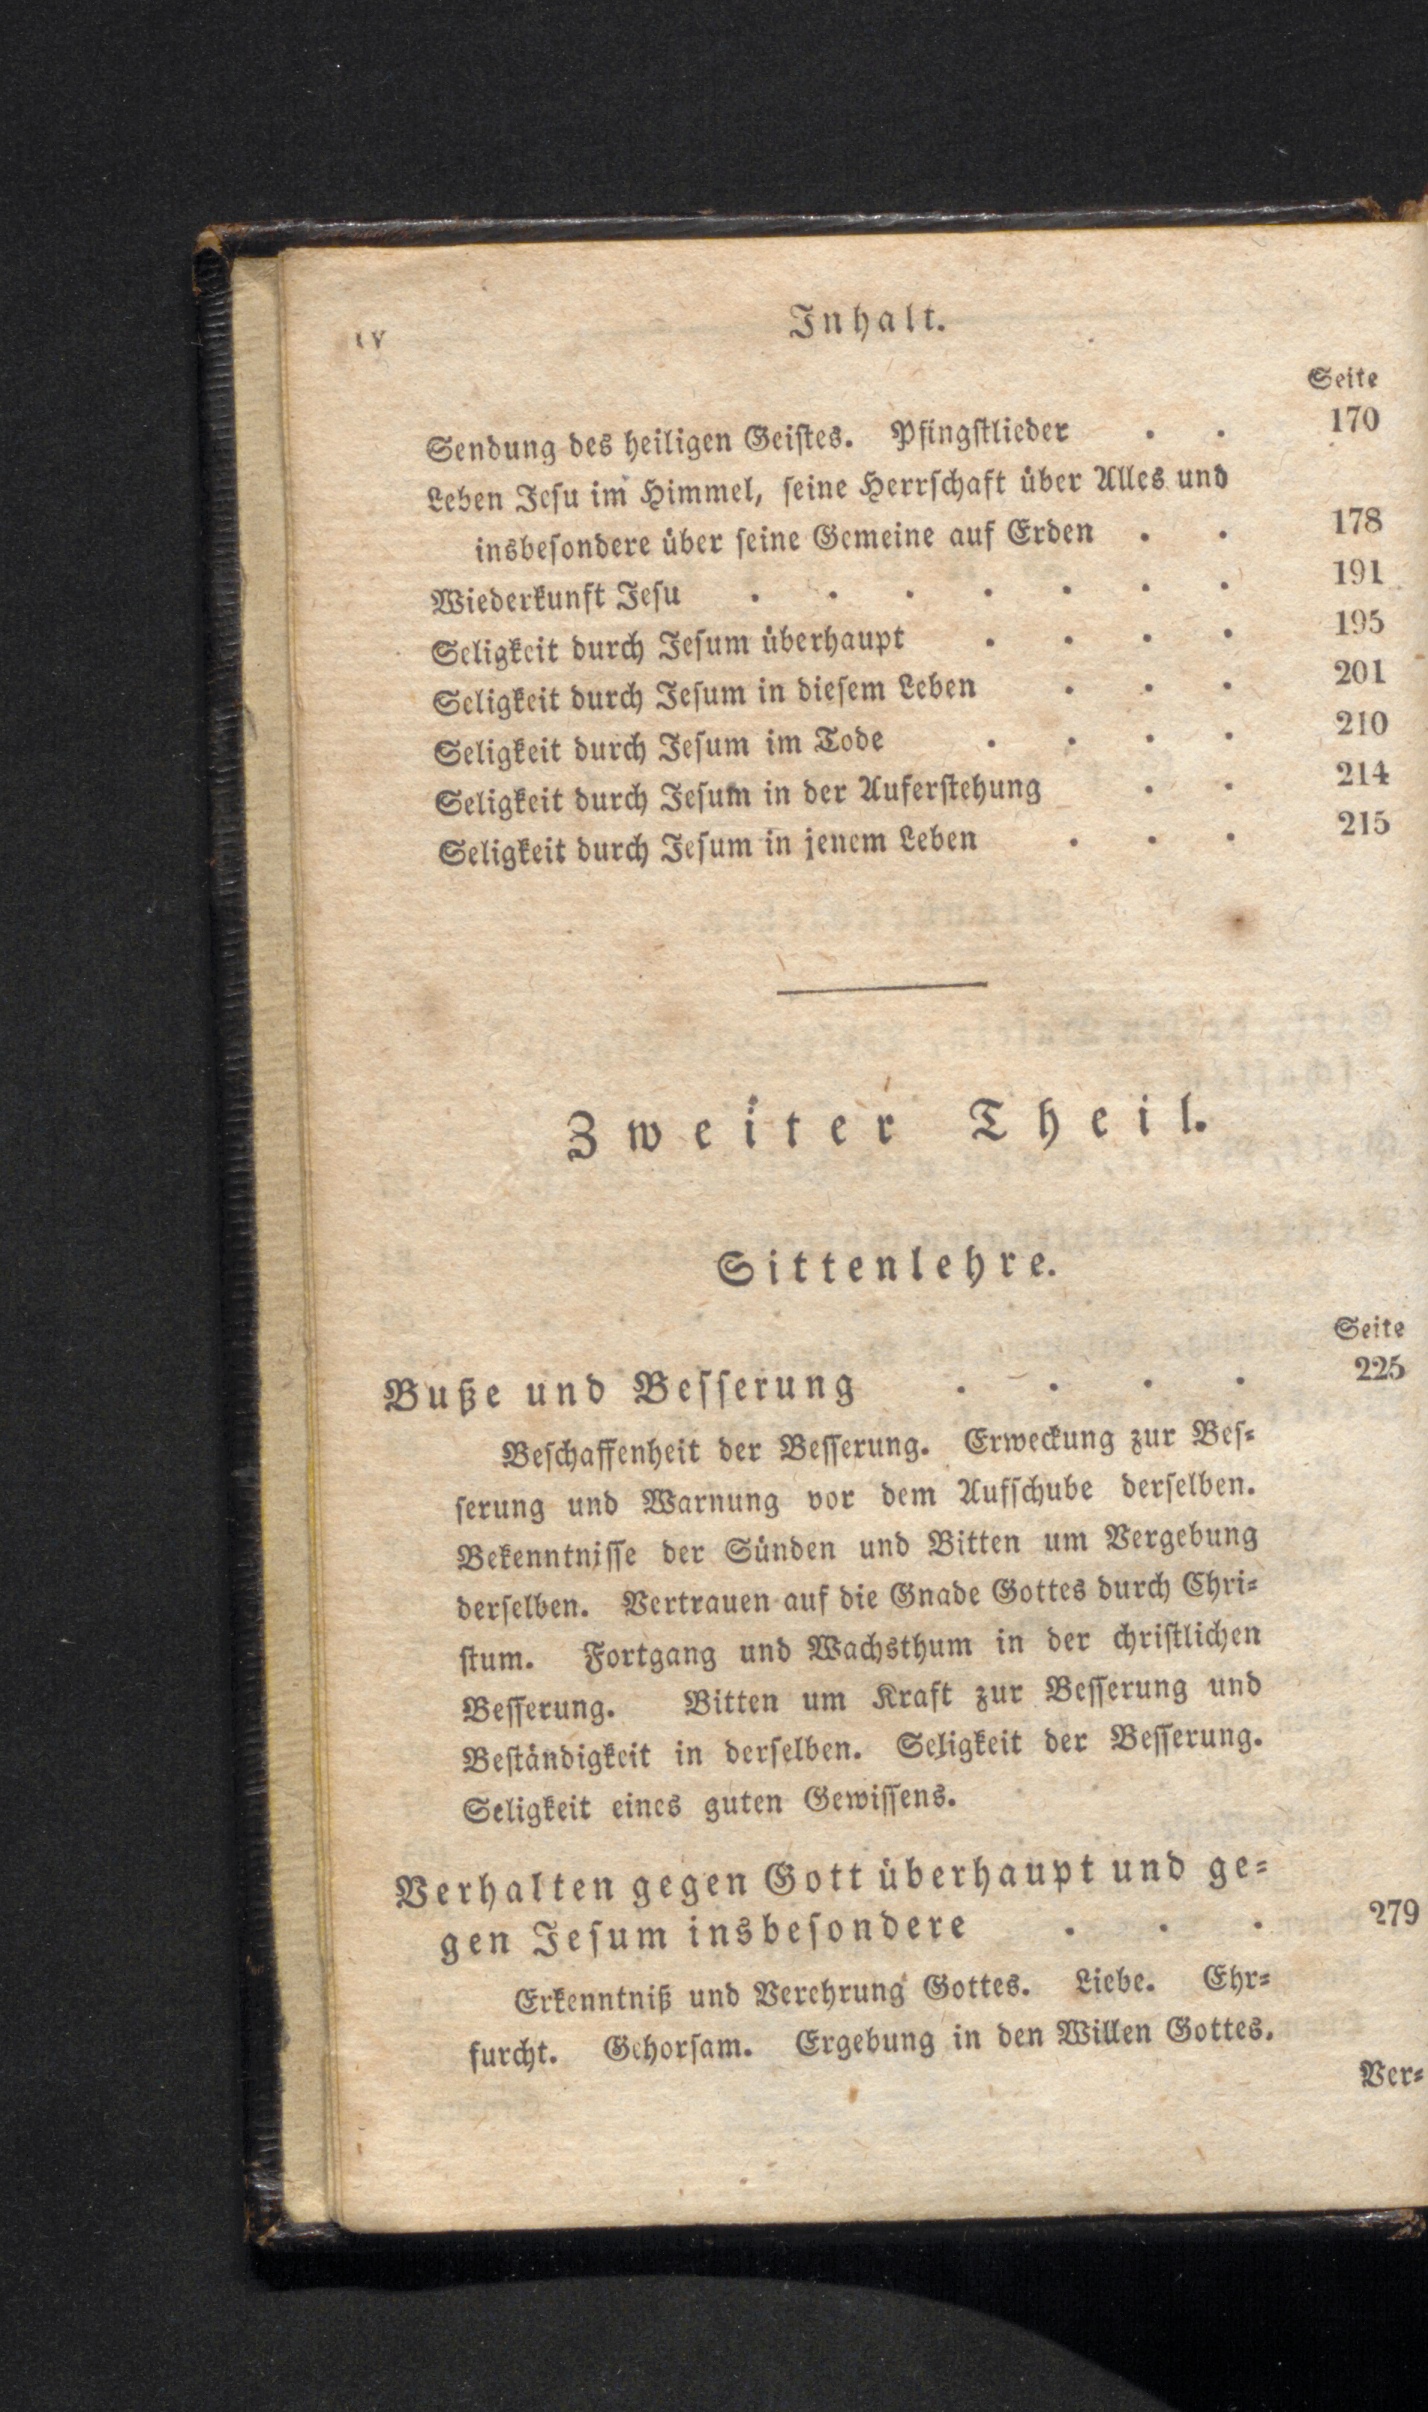 IV
Inhalt.
Seite
Sendung des heiligen Geistes. Pfingstlieder . . 170
Leben Jesu im Himmel, seine Herrschaft über Alles und
insbesondere über seine Gemeine auf Erden . . 178
Wiederkunft Jesu . . . . . . . 191
Seligkeit durch Jesum überhaupt . . . . 195
Seligkeit durch Jesum in diesem Leben . . . 201
Seligkeit durch Jesum im Tode . . . . 210
Seligkeit durch Jesum in der Auferstehung . . 214
Seligkeit durch Jesum in jenem Leben . . . 215
Zweiter Theil.
Sittenlehre.
Seite
Buße und Besserung . . . . 225
Beschaffenheit der Besserung. Erweckung zur Bes-
serung und Warnung vor dem Aufschube derselben.
Bekenntnisse der Sünden und Bitten um Vergebung
derselben. Vertrauen auf die Gnade Gottes durch Chri-
stum. Fortgang und Wachsthum in der christlichen
Besserung. Bitten um Kraft zur Besserung und
Beständigkeit in derselben. Seligkeit der Besserung.
Seligkeit eines guten Gewissens.
Verhalten gegen Gott überhaupt und ge-
gen Jesum insbesondere . . . 279
Erkenntniß und Verehrung Gottes. Liebe. Ehr-
furcht. Gehorsam. Ergebung in den Willen Gottes.
Ver-